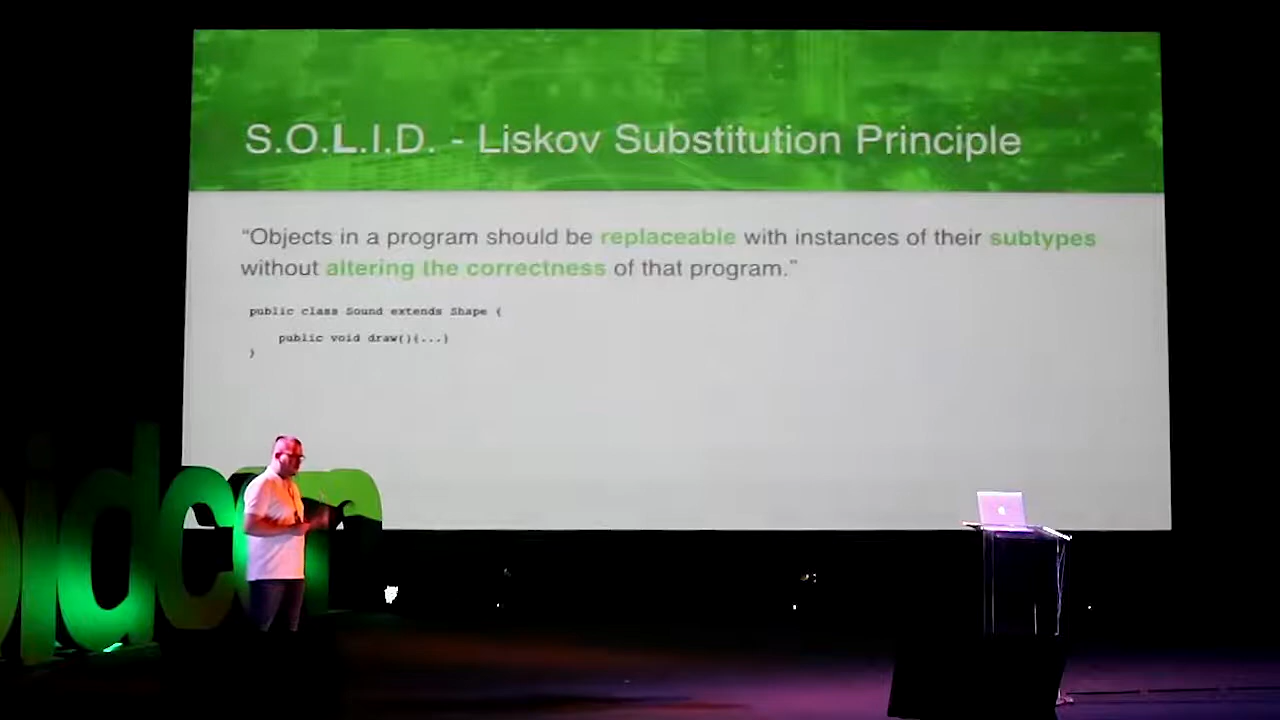 S.O.L.I.D. - Liskov Substitution Principle
“Objects in a program should be replaceable with instances of their subtypes
without altering the correctness of that program.”
public class Sound extends Shape {
public void draw(){...}
}
oidcon